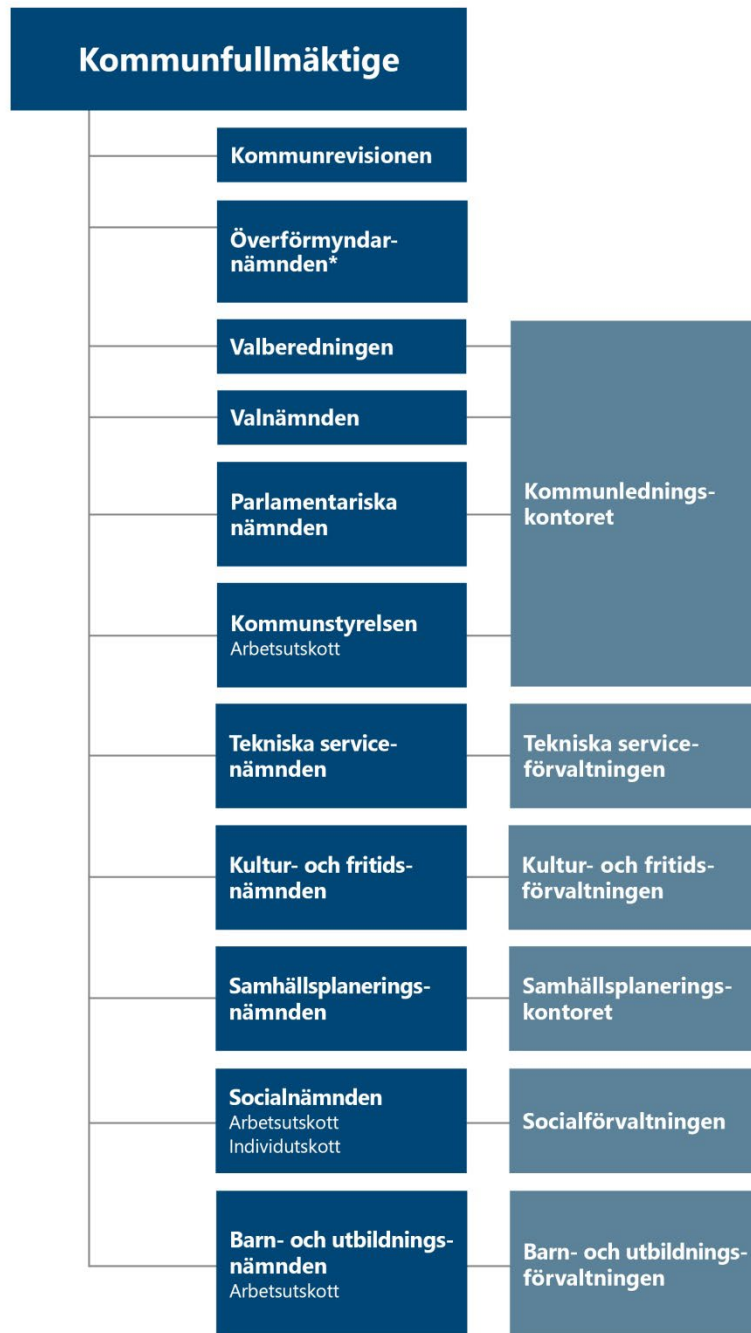 Kommunfullmäktige
Kommunrevisionen
Överförmyndar-
nämnden*
Valberedningen
Valnämnden
Parlamentariska
nämnden
Kommunlednings-
kontoret
Kommunstyrelsen
Arbetsutskott
Tekniska service-
nämnden
Tekniska service-
förvaltningen
Kultur- och fritids-
nämnden
Kultur- och fritids-
förvaltningen
Samhällsplanerings-
nämnden
Samhällsplanerings-
kontoret
Socialnämnden
Arbetsutskott
Individutskott
Socialförvaltningen
Barn- och utbildnings-
nämnden
Arbetsutskott
Barn- och utbildnings-
förvaltningen